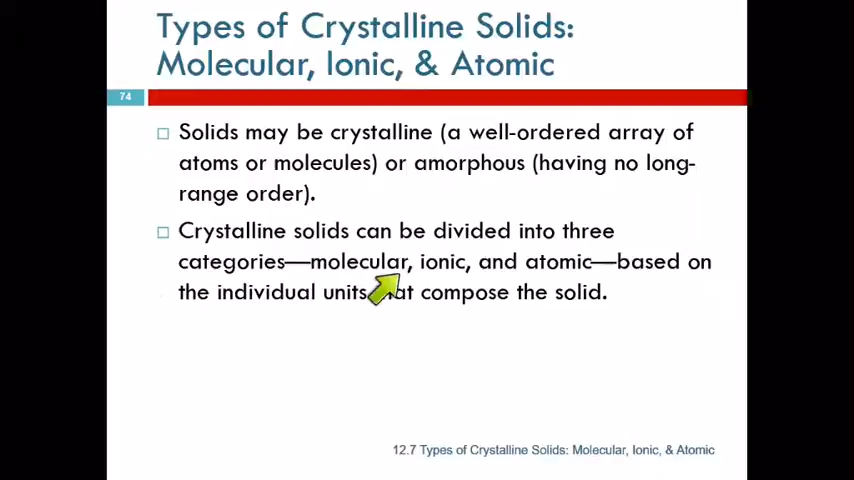 Types of Crystalline Solids:
Molecular, Ionic, & Atomic
74
Solids may be crystalline (a well-ordered array of
atoms or molecules) or amorphous (having no long-
range order).
Crystalline solids can be divided into three
categories—molecular, ionic, and atomic—based on
the individual units that compose the solid.
12.7 Types of Crystalline Solids: Molecular, Ionic, & Atomic